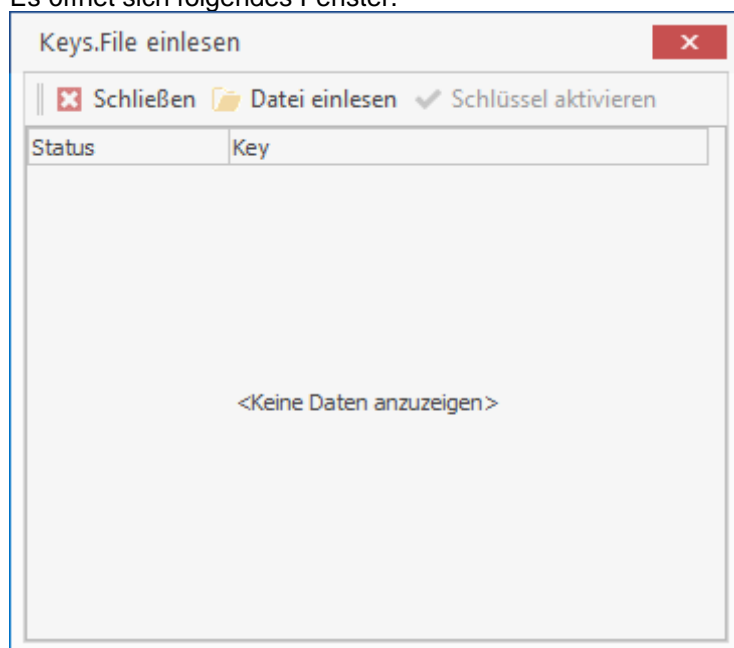 Es öffnet sich folgendes Fenster:
Keys.File einlesen
Schließen Datei einlesen Schlüssel aktivieren
Status Key
<Keine Daten anzuzeigen>